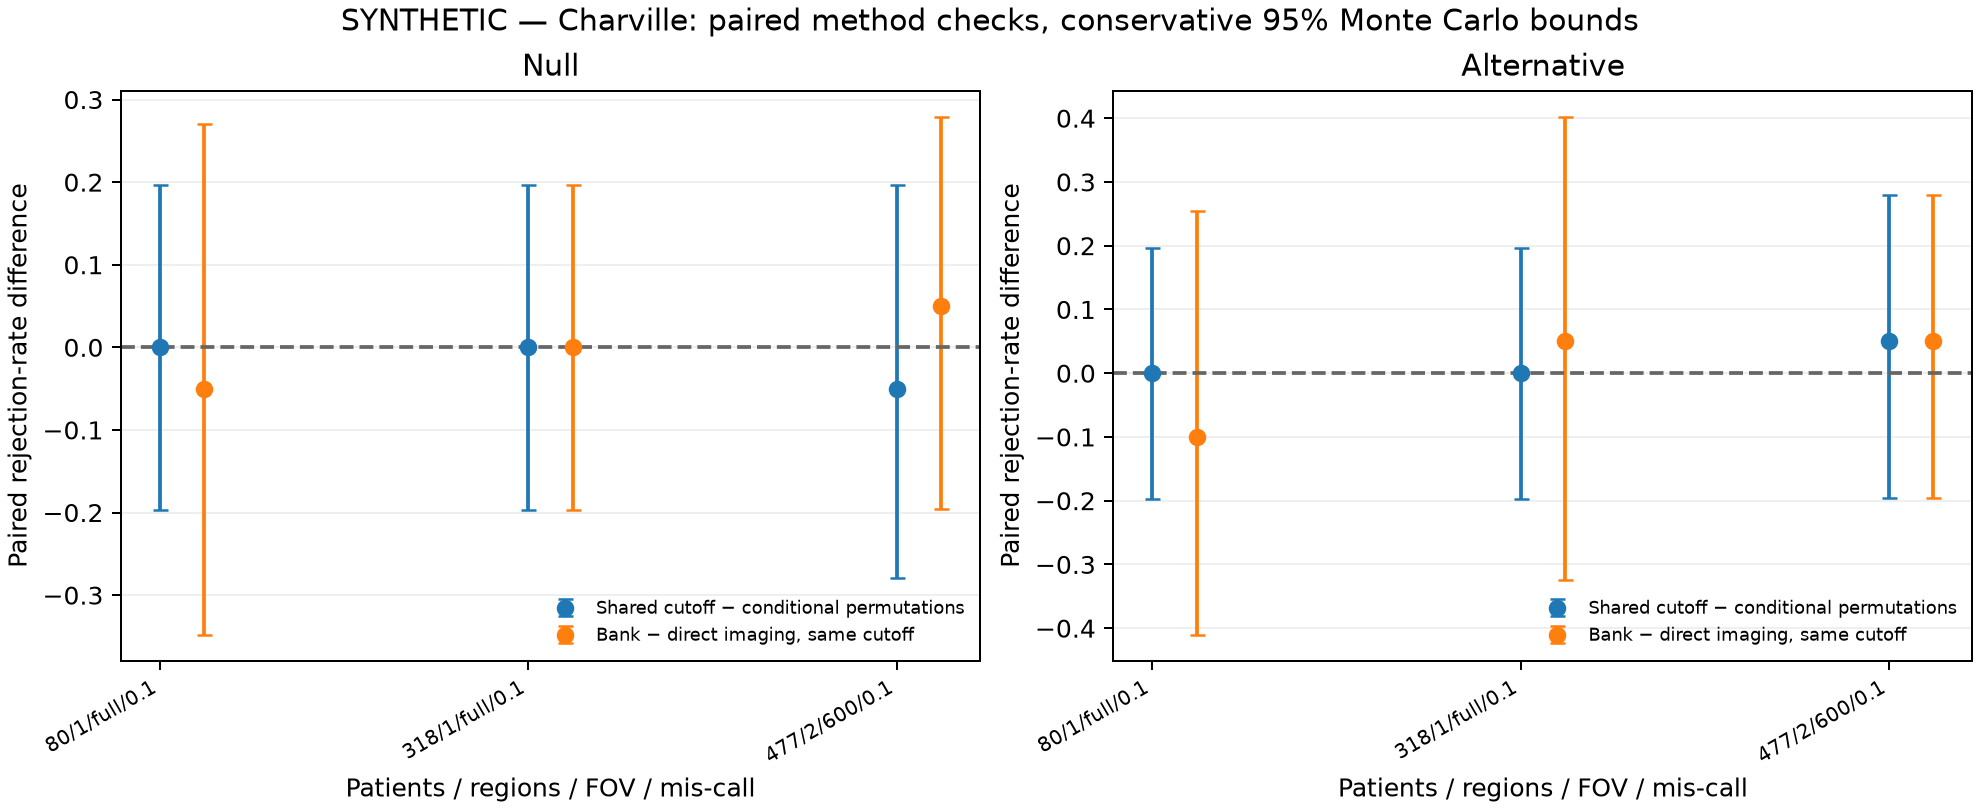 SYNTHETIC — Charville: paired method checks, conservative 95% Monte Carlo bounds
Null
Paired rejection-rate difference
0.3
0.2
0.1
0.0
−0.1
−0.2
−0.3
Shared cutoff − conditional permutations
Bank − direct imaging, same cutoff
80/1/full/0.1
318/1/full/0.1
477/2/600/0.1
Patients / regions / FOV / mis-call
Alternative
Paired rejection-rate difference
0.4
0.3
0.2
0.1
0.0
−0.1
−0.2
−0.3
−0.4
Shared cutoff − conditional permutations
Bank − direct imaging, same cutoff
80/1/full/0.1
318/1/full/0.1
477/2/600/0.1
Patients / regions / FOV / mis-call